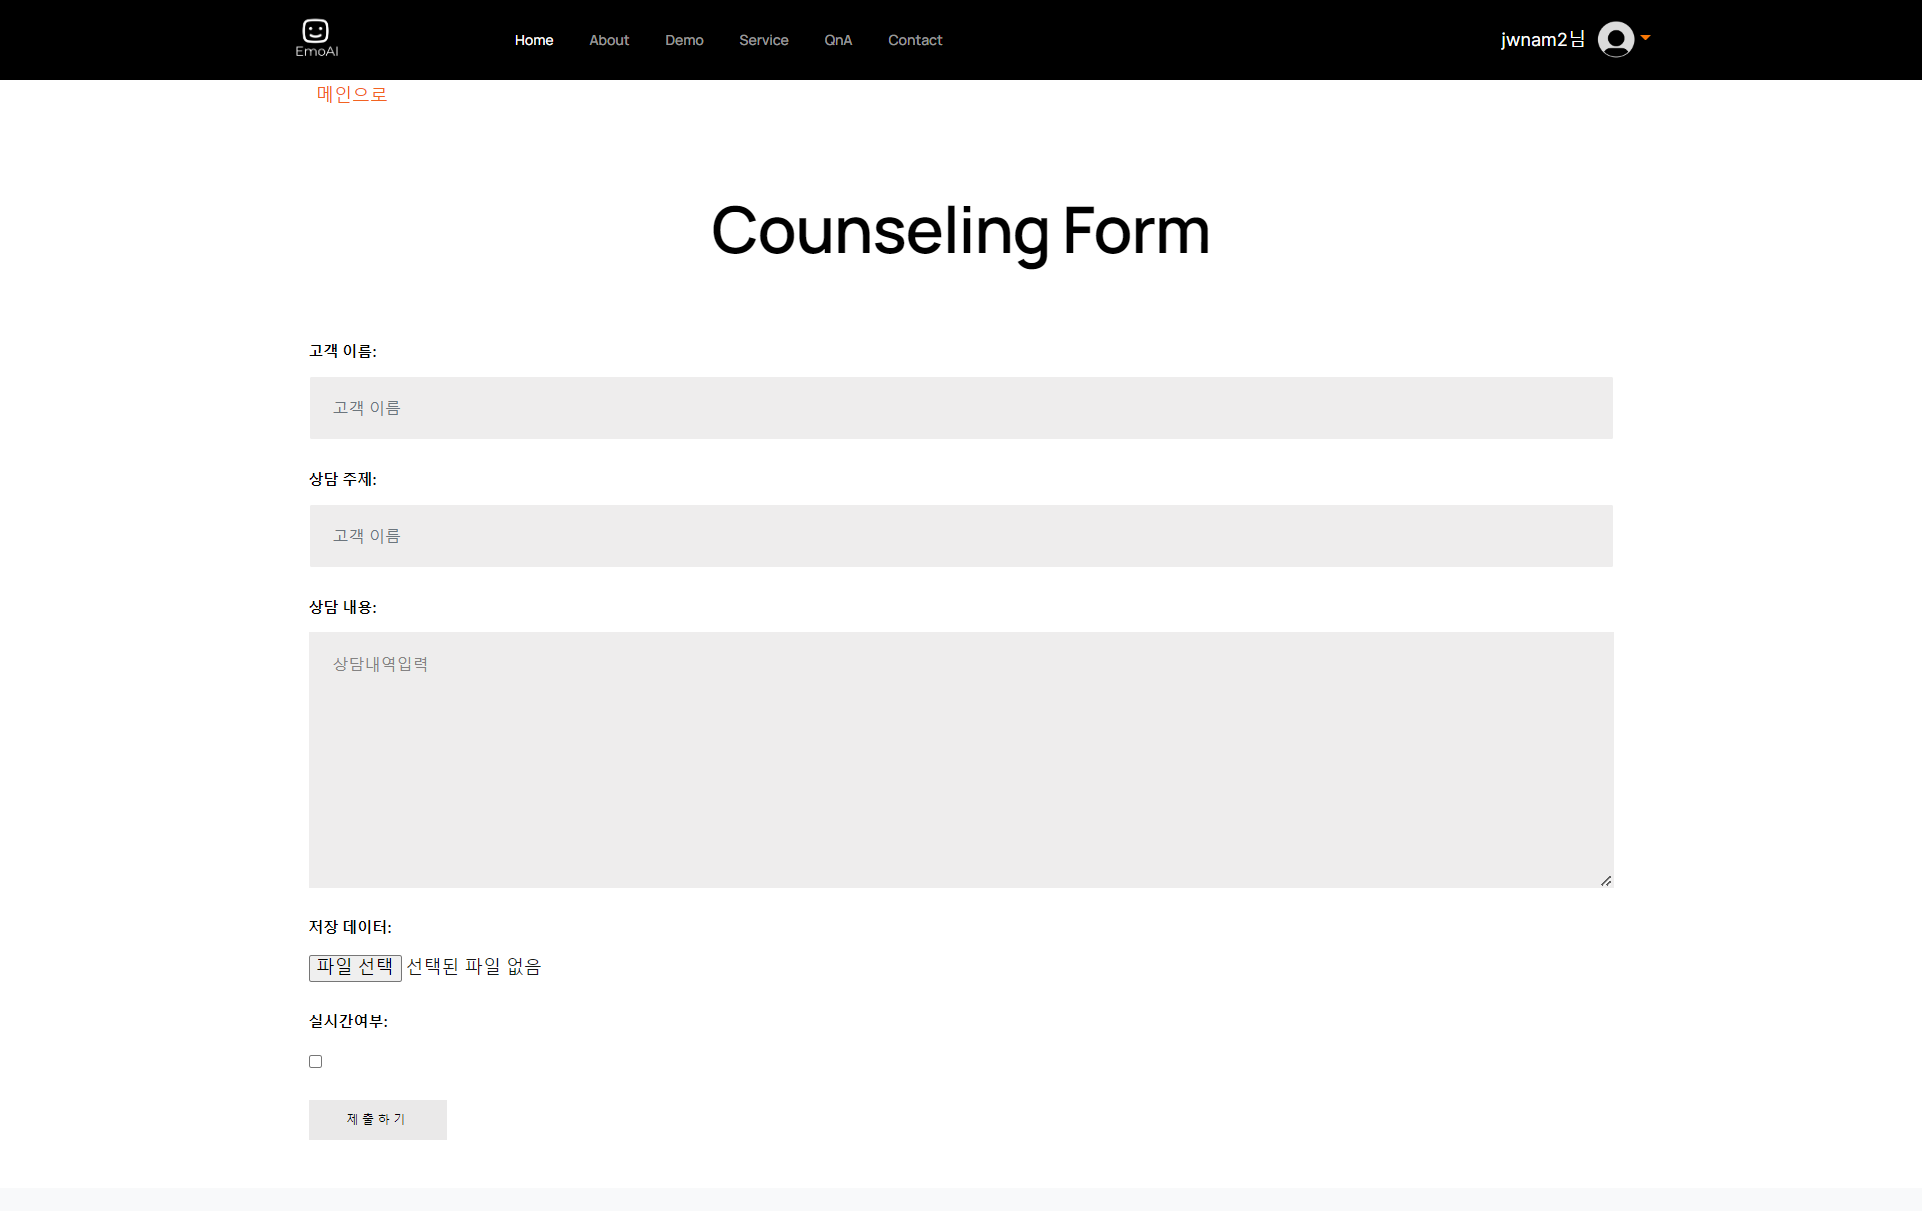 EmoAI
Home About Demo Service QnA Contact
jwnam2님
메인으로
Counseling Form
고객 이름:
고객 이름
상담 주제:
고객 이름
상담 내용:
상담내역입력
저장 데이터:
파일 선택 선택된 파일 없음
실시간여부:
제출하기